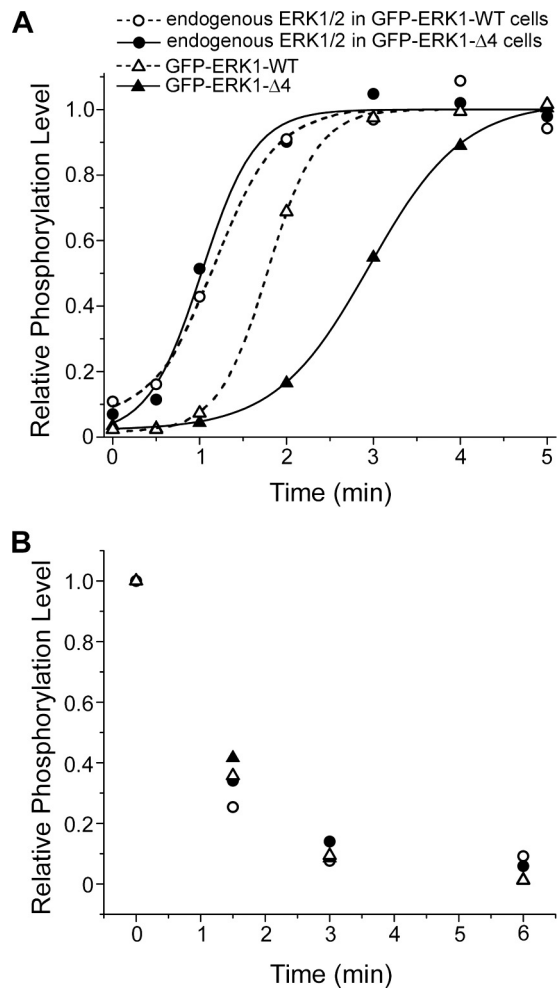 A
endogenous ERK1/2 in GFP-ERK1-WT cells
endogenous ERK1/2 in GFP-ERK1-Δ4 cells
GFP-ERK1-WT
GFP-ERK1-Δ4
Relative Phosphorylation Level
1.0
0.8
0.6
0.4
0.2
0
0 1 2 3 4 5
Time (min)
B
Relative Phosphorylation Level
1.0
0.8
0.6
0.4
0.2
0
0 1 2 3 4 5 6
Time (min)